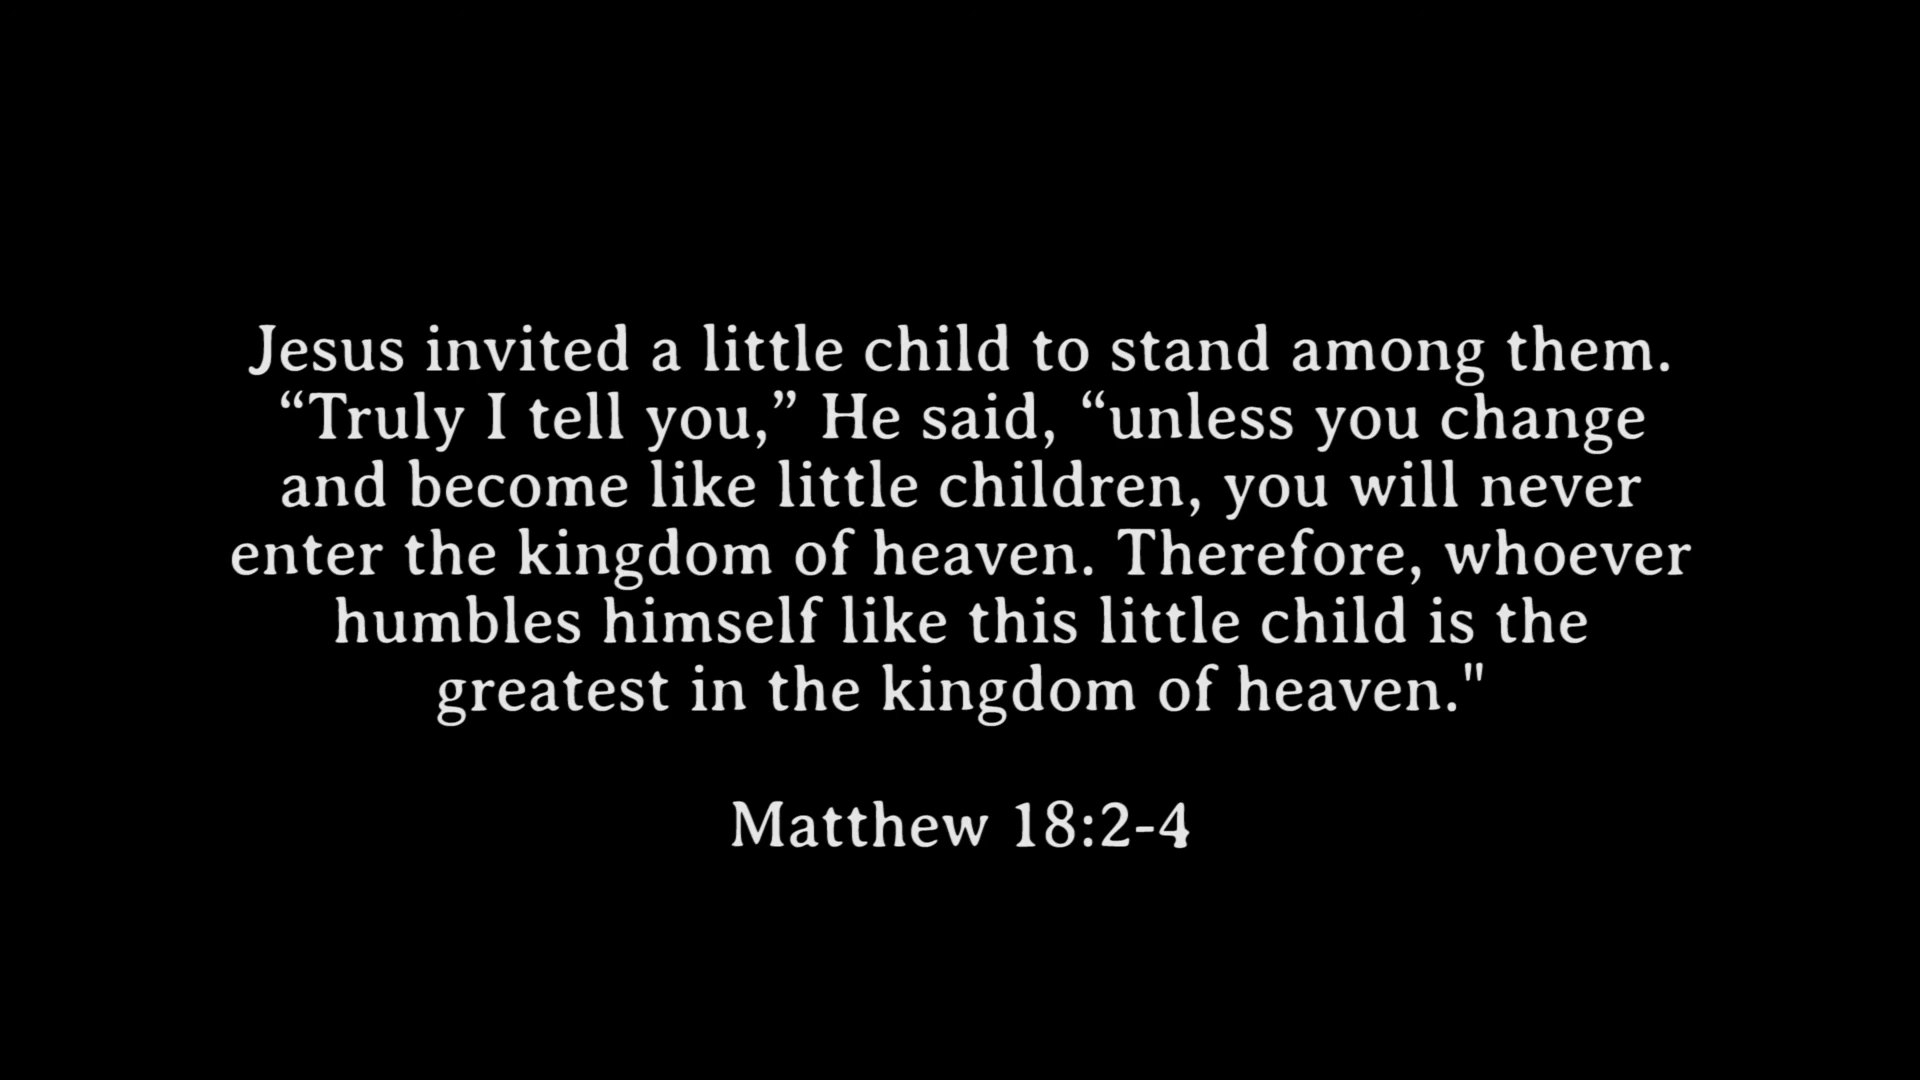 Jesus invited a little child to stand among them.
“Truly I tell you,” He said, “unless you change
and become like little children, you will never
enter the kingdom of heaven. Therefore, whoever
humbles himself like this little child is the
greatest in the kingdom of heaven."
Matthew 18:2-4